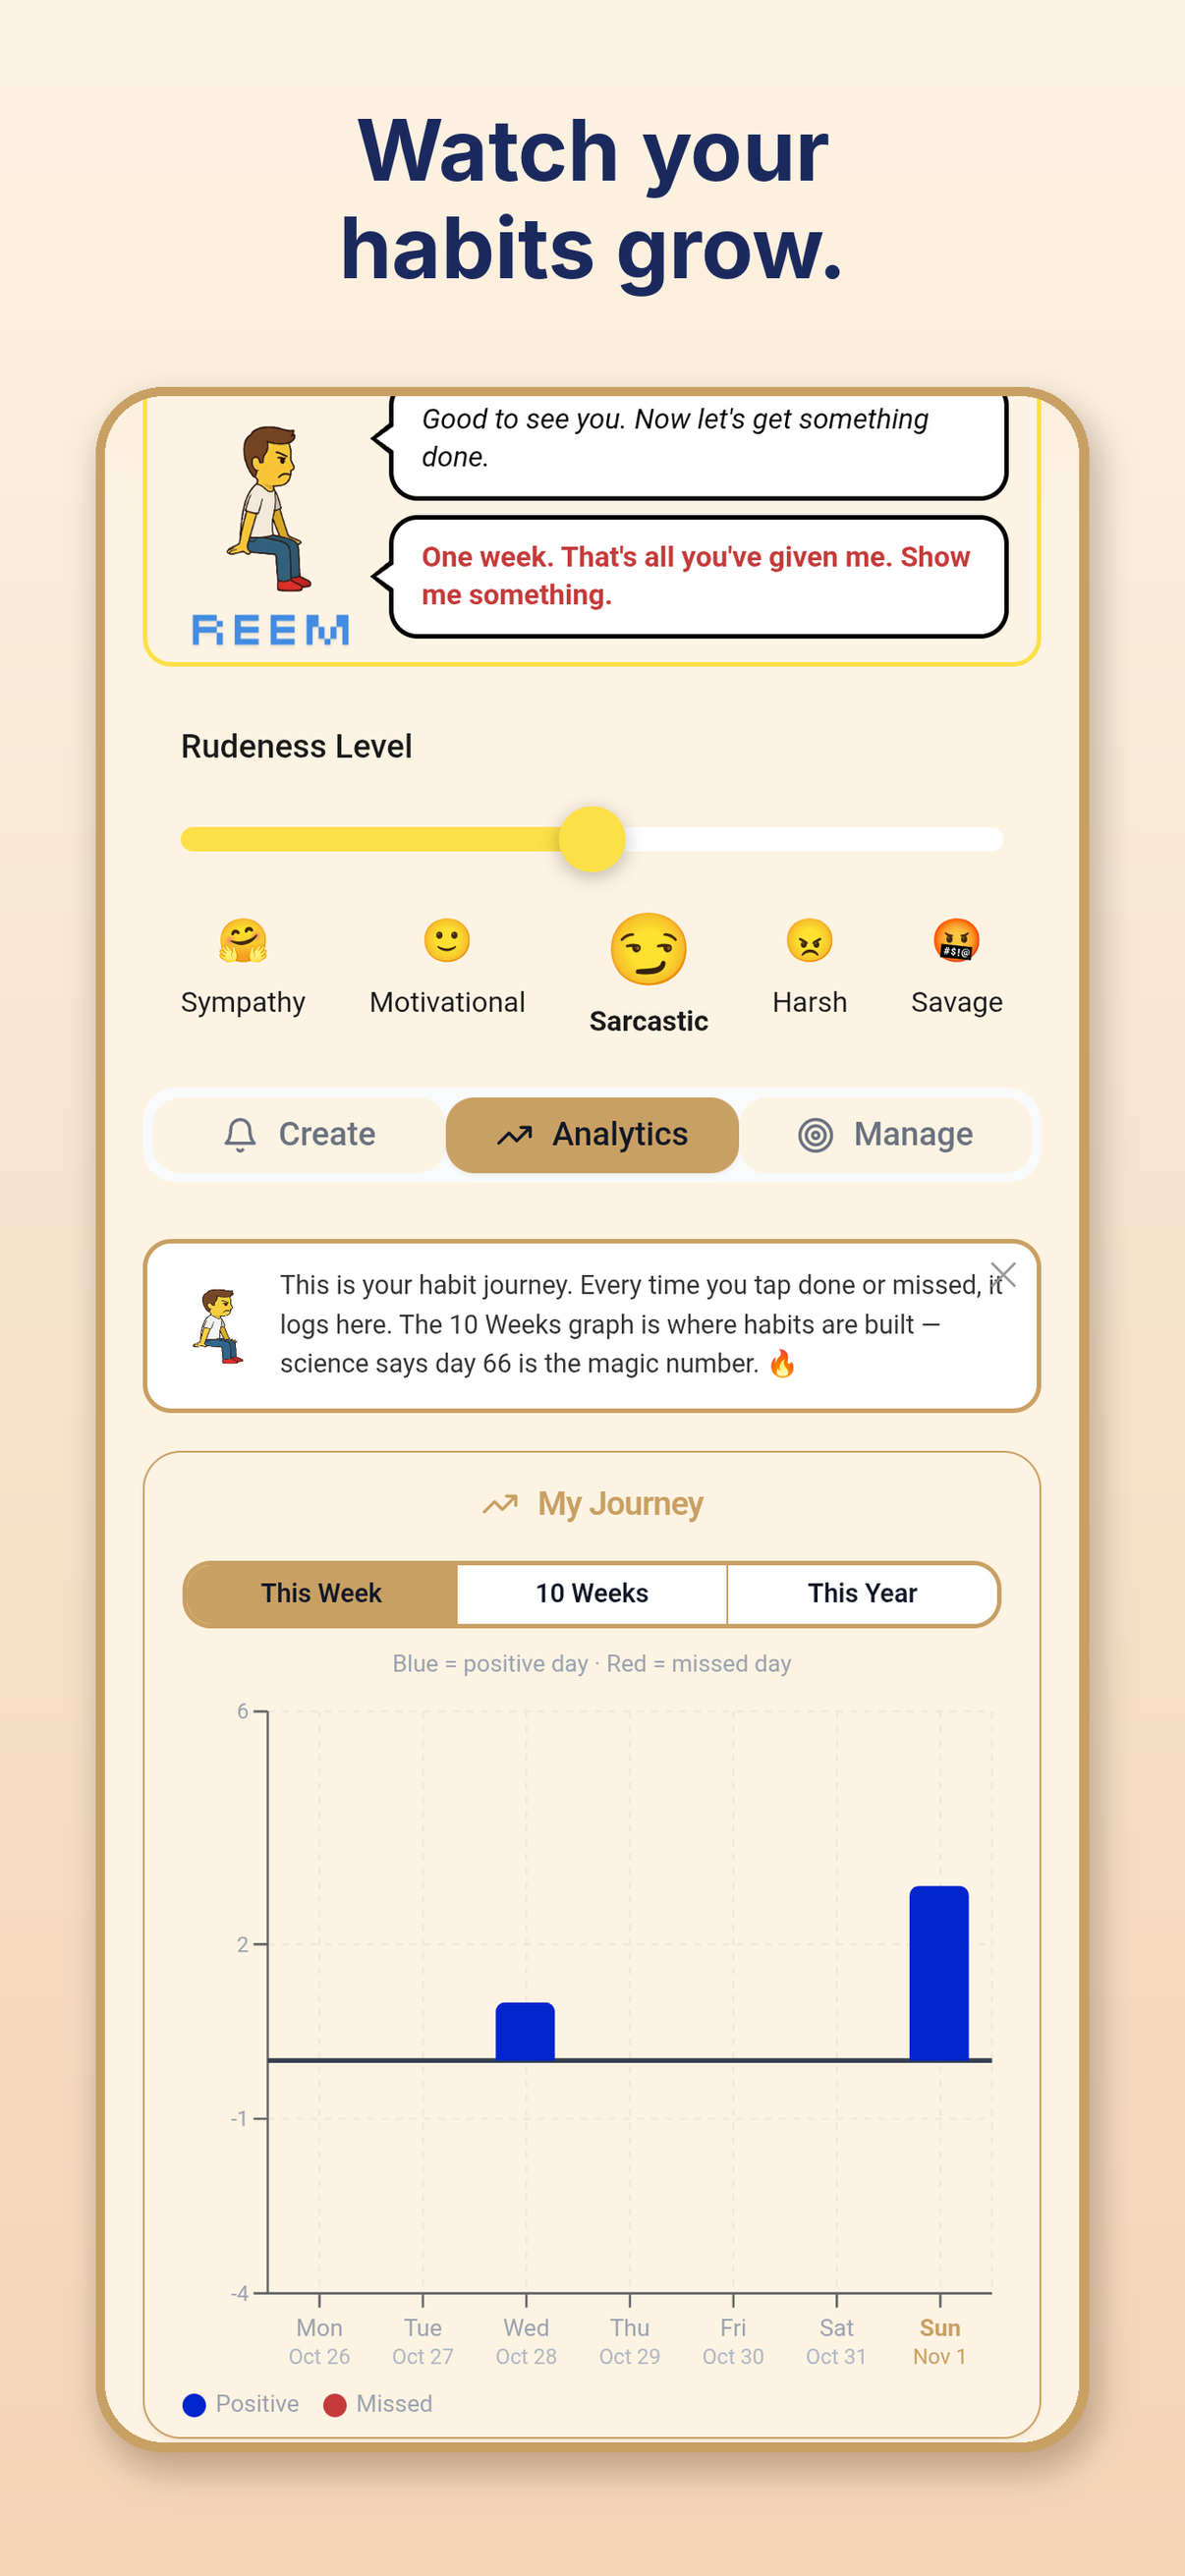 Watch your
habits grow.
Good to see you. Now let's get something
done.
One week. That's all you've given me. Show
me something.
REEM
Rudeness Level
#$!@
Sympathy
Motivational
Sarcastic
Harsh
Savage
Create
Analytics
Manage
This is your habit journey. Every time you tap done or missed, it
logs here. The 10 Weeks graph is where habits are built —
science says day 66 is the magic number. 🔥
My Journey
This Week
10 Weeks
This Year
Blue = positive day · Red = missed day
6
2
-1
-4
Mon
Tue
Wed
Thu
Fri
Sat
Sun
Oct 26
Oct 27
Oct 28
Oct 29
Oct 30
Oct 31
Nov 1
Positive
Missed